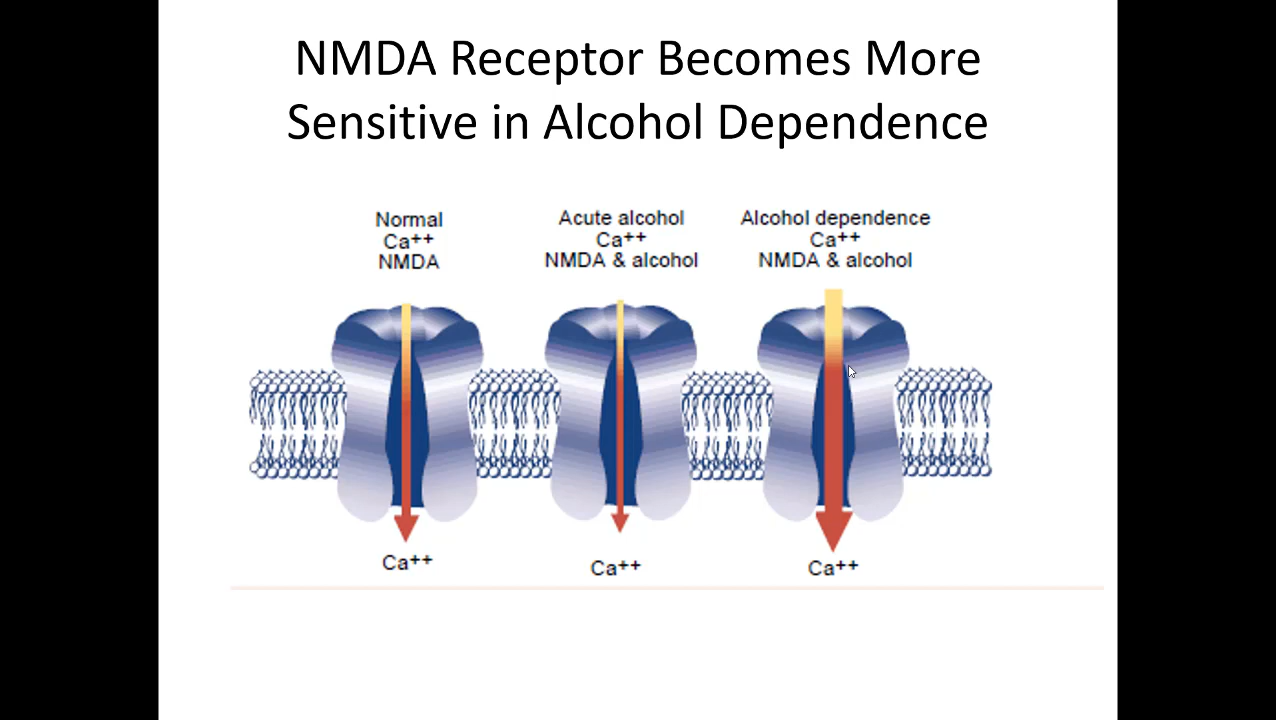 NMDA Receptor Becomes More
Sensitive in Alcohol Dependence
Normal
Ca++
NMDA
Acute alcohol
Ca++
NMDA & alcohol
Alcohol dependence
Ca++
NMDA & alcohol
Ca++
Ca++
Ca++